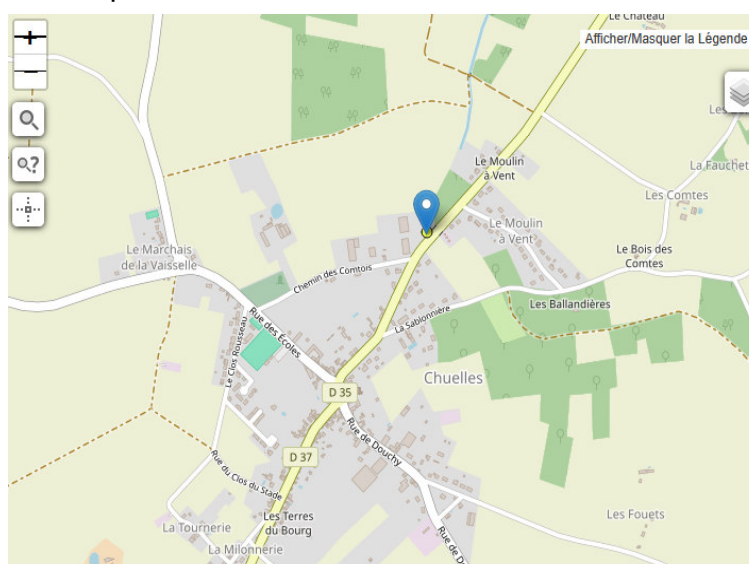 Le Château
+
Afficher/Masquer la Légende
−
?
Le Moulin
à Vent
La Fauchet
Les Comtes
Le Moulin
à Vent
Le Marchais
de la Vaisselle
Le Bois des
Comtes
Chemin des Comtois
Les Ballandières
La Sablonnière
Rue des Écoles
Le Clos Rousseau
Chuelles
D 35
Rue de Douchy
D 37
Rue du Clos du Stade
Les Terres
du Bourg
Les Fouets
La Tournerie
La Milonnerie
Rue de D